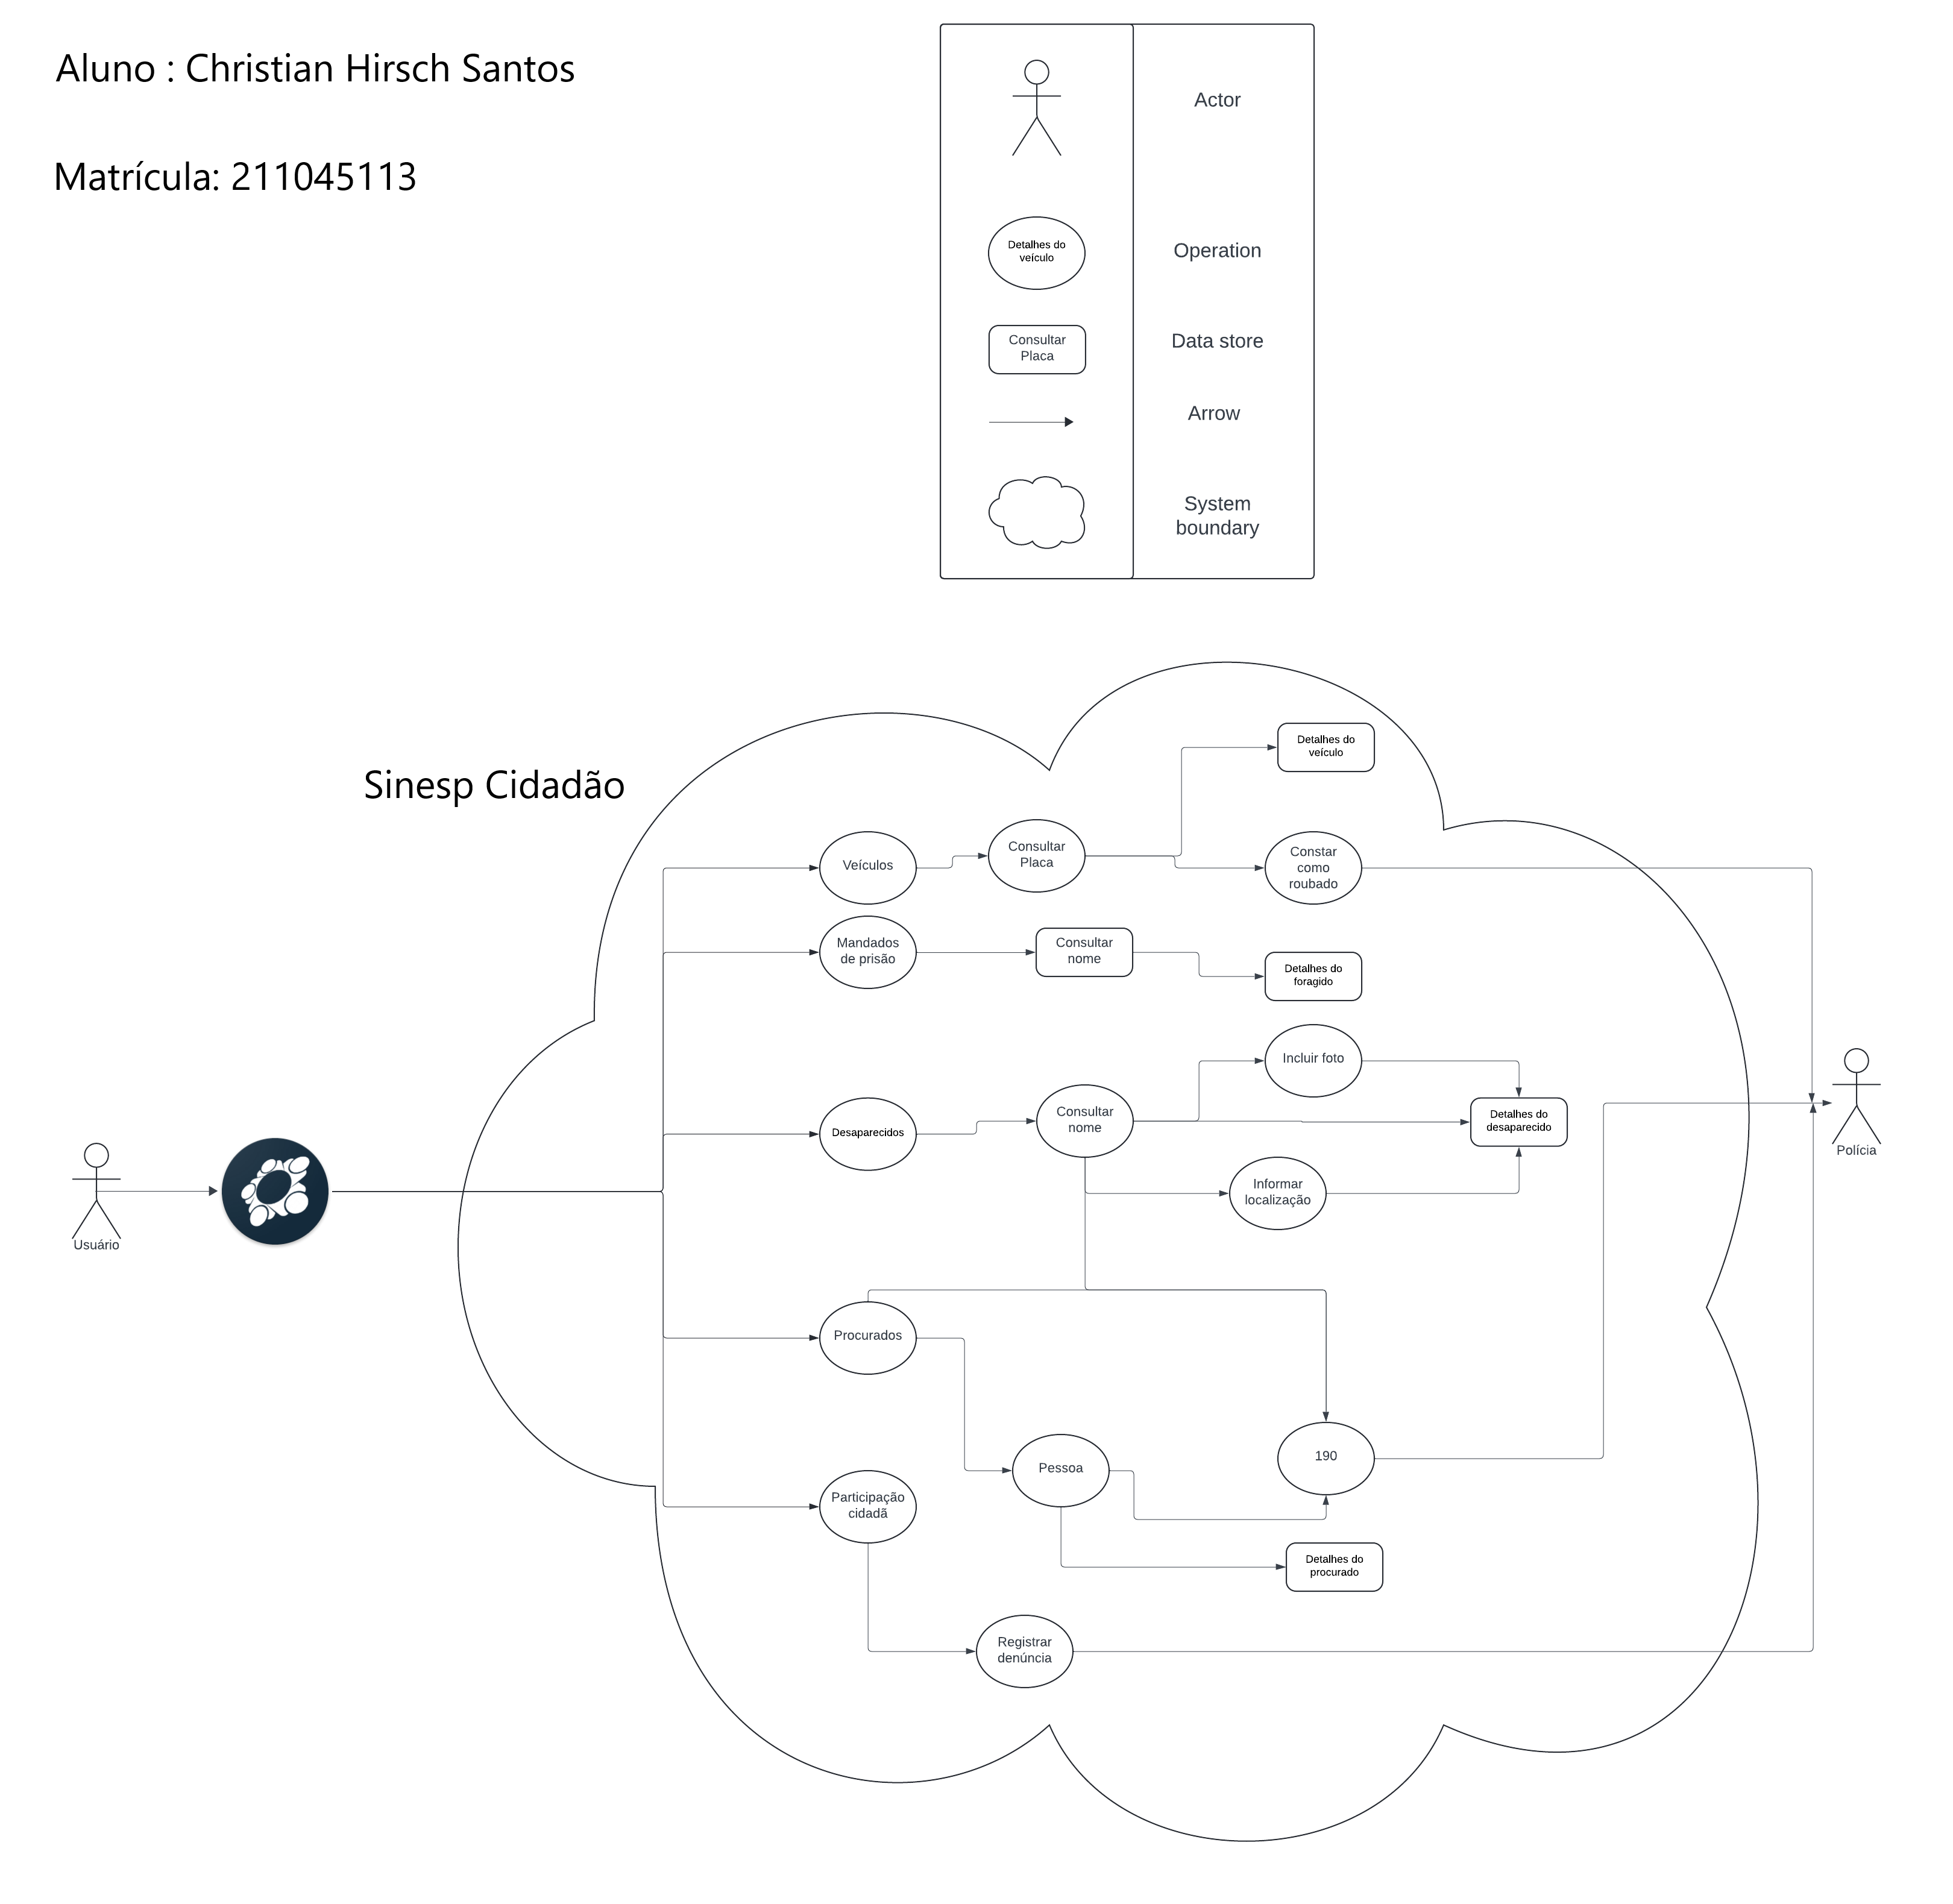 Aluno : Christian Hirsch Santos
Matrícula: 211045113
Actor
Detalhes do
veículo
Operation
Consultar
Placa
Data store
Arrow
System
boundary
Sinesp Cidadão
Detalhes do
veículo
Veículos
Consultar
Placa
Constar
como
roubado
Mandados
de prisão
Consultar
nome
Detalhes do
foragido
Incluir foto
Desaparecidos
Consultar
nome
Detalhes do
desaparecido
Informar
localização
Usuário
Polícia
Procurados
190
Pessoa
Participação
cidadã
Detalhes do
procurado
Registrar
denúncia